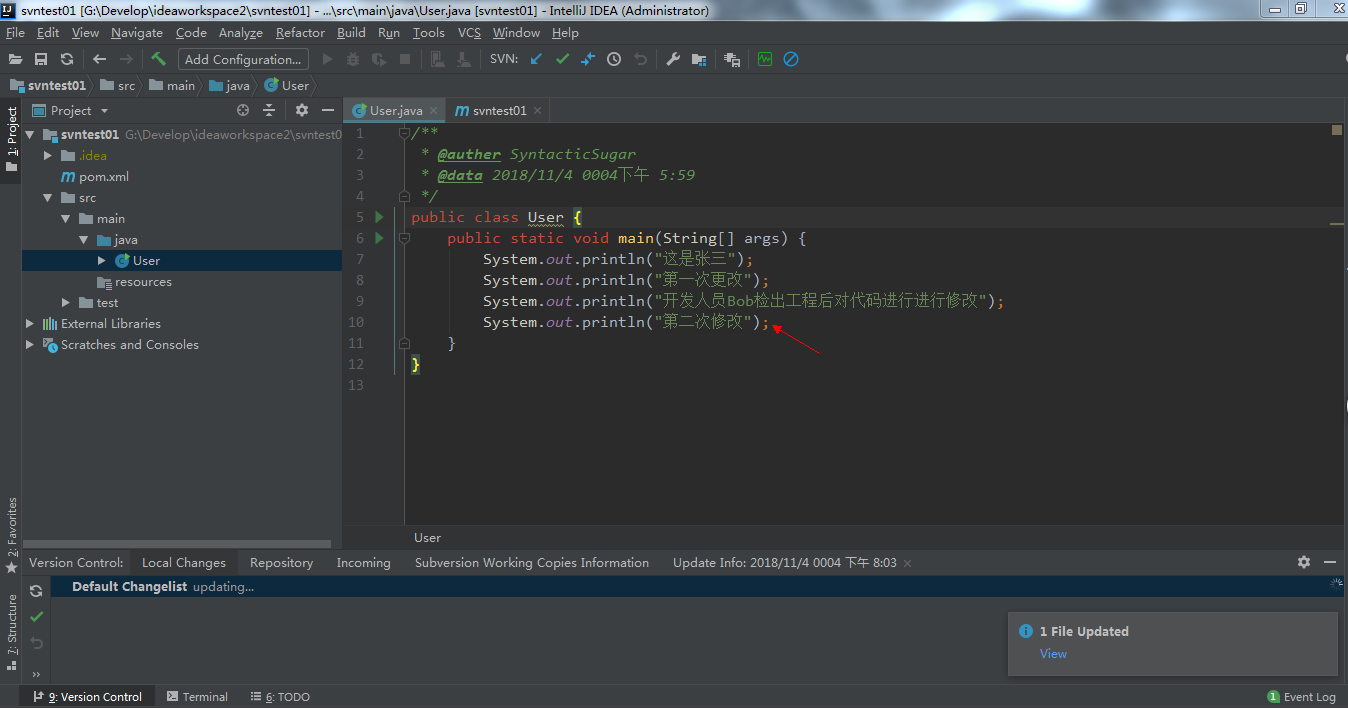 svntest01 [G:\Develop\ideaworkspace2\svntest01] - ...\src\main\java\User.java [svntest01] - IntelliJ IDEA (Administrator)
File Edit View Navigate Code Analyze Refactor Build Run Tools VCS Window Help
Add Configuration... SVN:
svntest01 src main java User
1: Project
Project
User.java svntest01
svntest01 G:\Develop\ideaworkspace2\svntest0
.idea
pom.xml
src
main
java
User
resources
test
External Libraries
Scratches and Consoles
1 /**
2 * @auther SyntacticSugar
3 * @data 2018/11/4 0004下午 5:59
4 */
5 public class User {
6 public static void main(String[] args) {
7 System.out.println("这是张三");
8 System.out.println("第一次更改");
9 System.out.println("开发人员Bob检出工程后对代码进行进行修改");
10 System.out.println("第二次修改");
11 }
12 }
13
User
2: Favorites
7: Structure
Version Control: Local Changes Repository Incoming Subversion Working Copies Information Update Info: 2018/11/4 0004 下午 8:03
Default Changelist updating...
1 File Updated
View
9: Version Control Terminal 6: TODO 1 Event Log